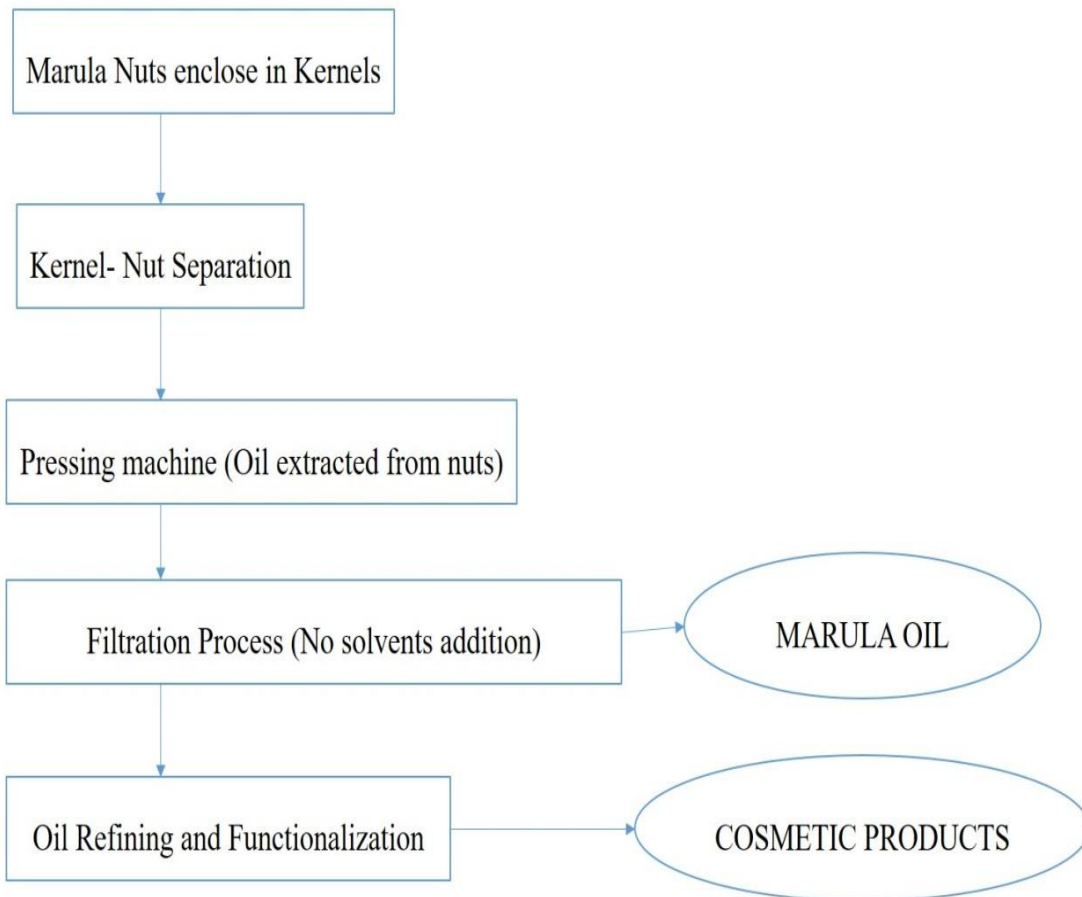 Marula Nuts enclose in Kernels
Kernel- Nut Separation
Pressing machine (Oil extracted from nuts)
Filtration Process (No solvents addition)
MARULA OIL
Oil Refining and Functionalization
COSMETIC PRODUCTS